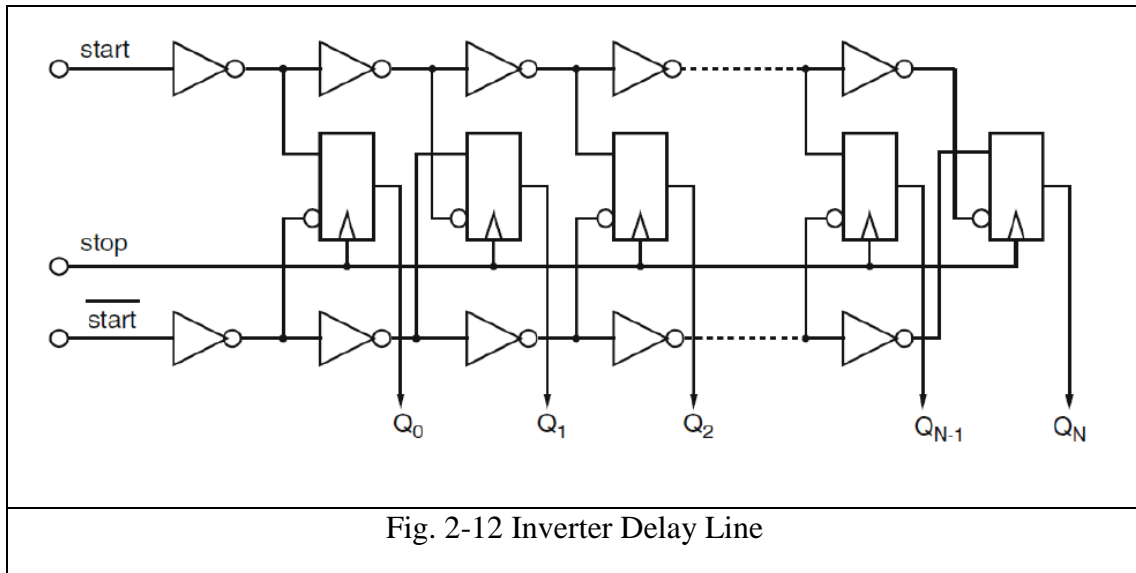 start
stop
start
Q0 Q1 Q2 QN-1 QN
Fig. 2-12 Inverter Delay Line